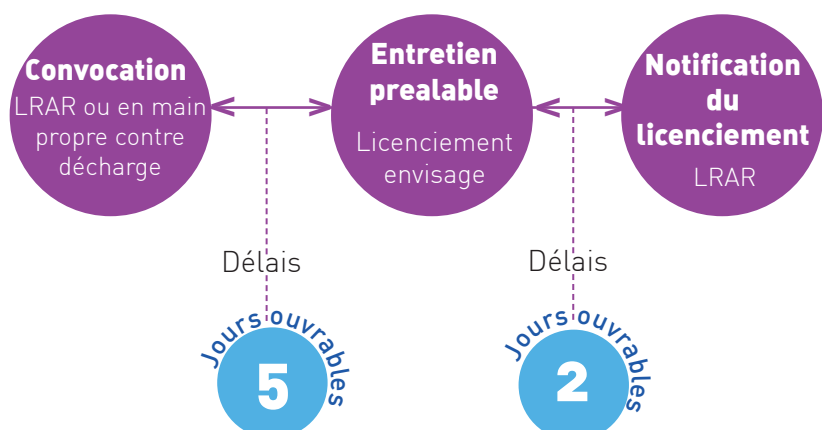 Convocation
LRAR ou en main
propre contre
décharge
Entretien
prealable
Licenciement
envisage
Notification
du
licenciement
LRAR
Délais
Délais
Jours ouvrables
5
Jours ouvrables
2